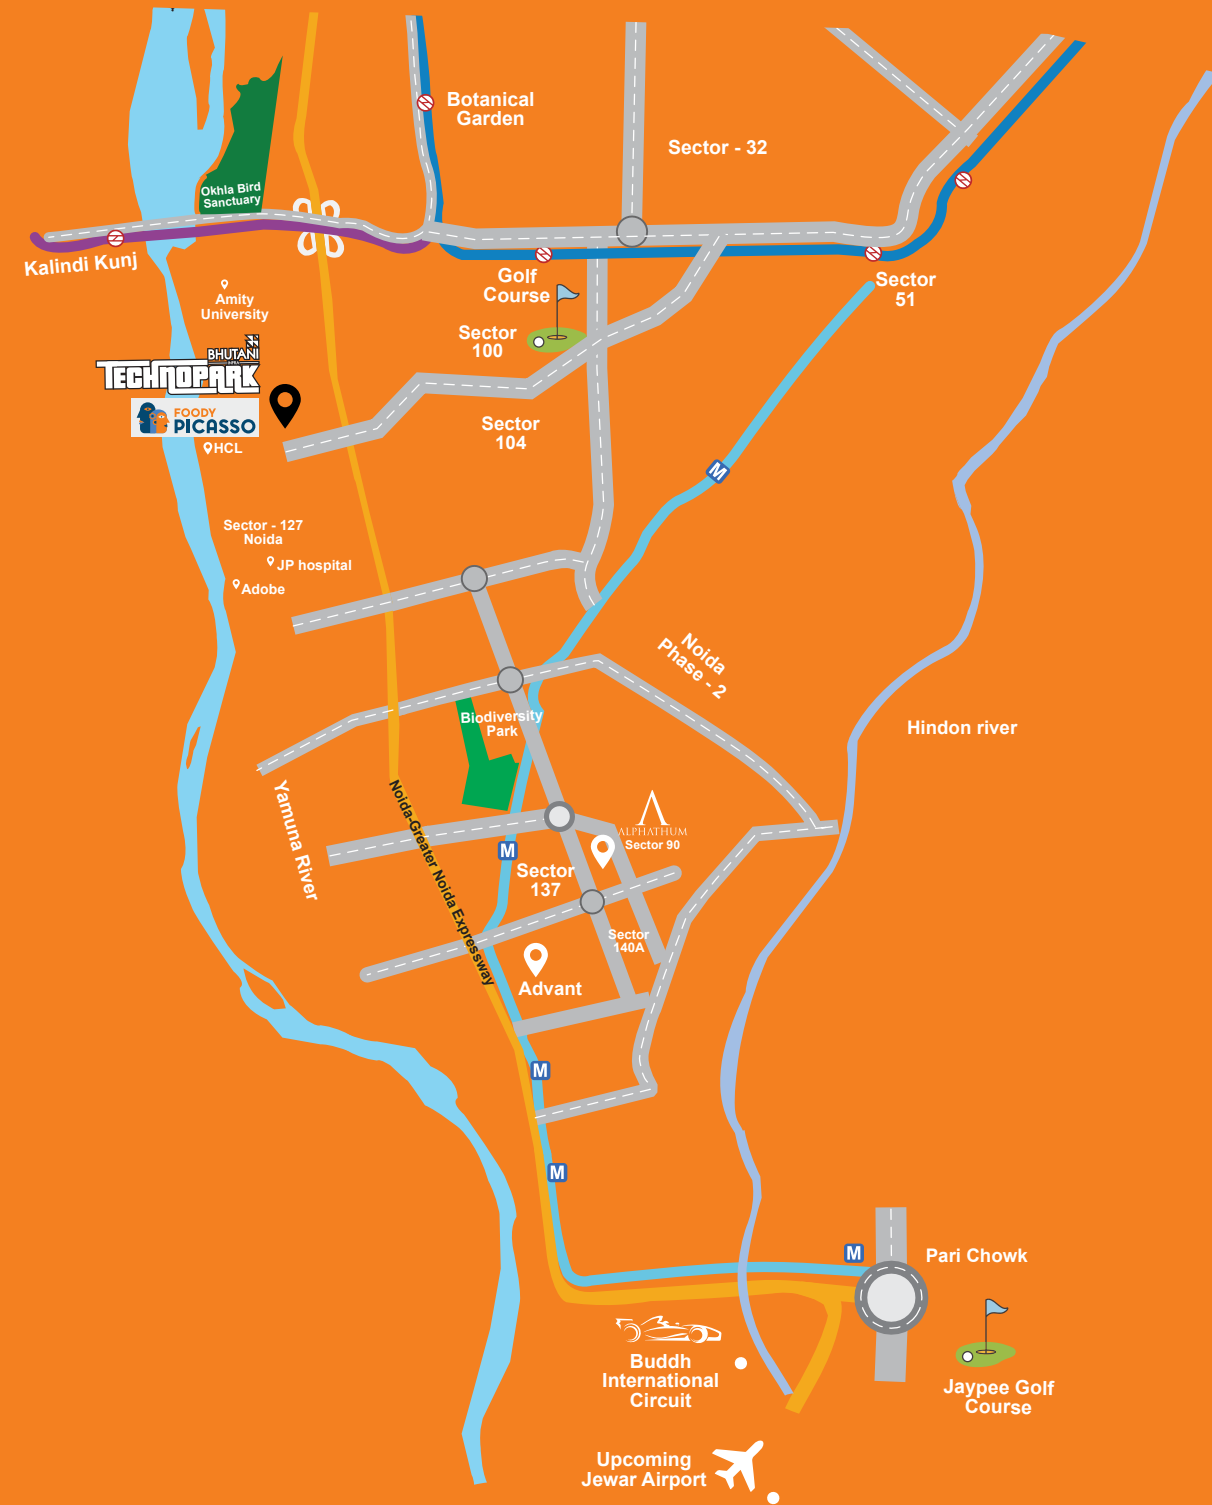 Botanical
Garden
Sector - 32
Okhla Bird
Sanctuary
Kalindi Kunj
Golf
Course
Sector
51
Amity
University
Sector
100
BHUTANI
INFRA
TECHNOPARK
FOODY
PICASSO
HCL
Sector
104
Sector - 127
Noida
JP hospital
Adobe
M
Noida
Phase - 2
Biodiversity
Park
Hindon river
Yamuna River
Noida-Greater Noida Expressway
ALPHATHUM
Sector 90
M
Sector
137
Sector
140A
Advant
M
M
M
Pari Chowk
Buddh
International
Circuit
Jaypee Golf
Course
Upcoming
Jewar Airport